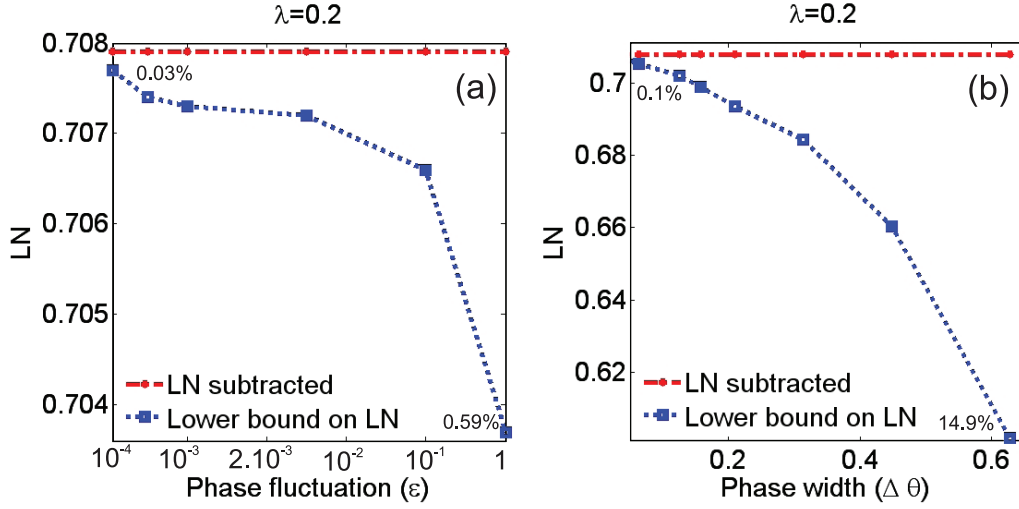 λ=0.2
LN
0.708
0.707
0.706
0.705
0.704
(a)
0.03%
0.59%
LN subtracted
Lower bound on LN
10⁻⁴
10⁻³
2.10⁻³
10⁻²
10⁻¹
1
Phase fluctuation (ε)
λ=0.2
LN
0.7
0.68
0.66
0.64
0.62
(b)
0.1%
14.9%
LN subtracted
Lower bound on LN
0.2
0.4
0.6
Phase width (Δ θ)